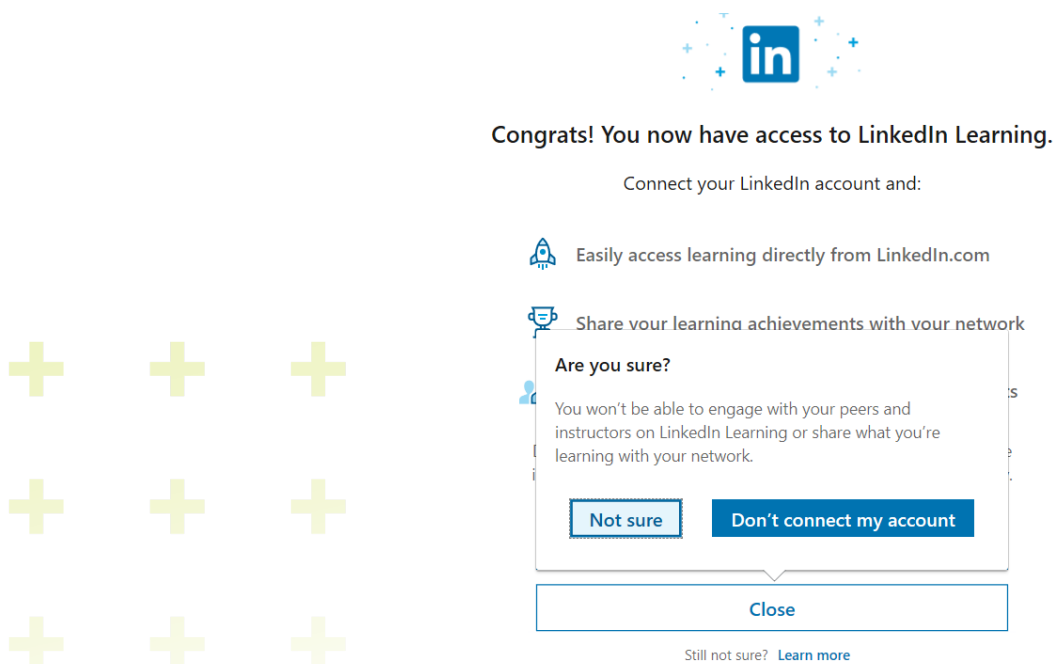 in
Congrats! You now have access to LinkedIn Learning.
Connect your LinkedIn account and:
Easily access learning directly from LinkedIn.com
Share your learning achievements with your network
Are you sure?
You won't be able to engage with your peers and
instructors on LinkedIn Learning or share what you're
learning with your network.
Not sure
Don't connect my account
Close
Still not sure? Learn more